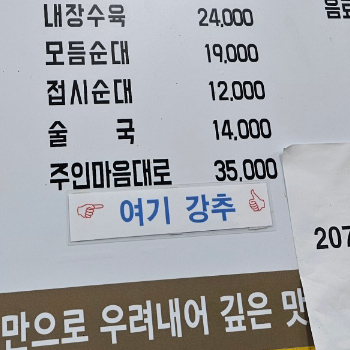 내장수육 24,000
모듬순대 19,000
접시순대 12,000
술 국 14,000
주인마음대로 35,000
여기 강추
207
만으로 우려내어 깊은 맛